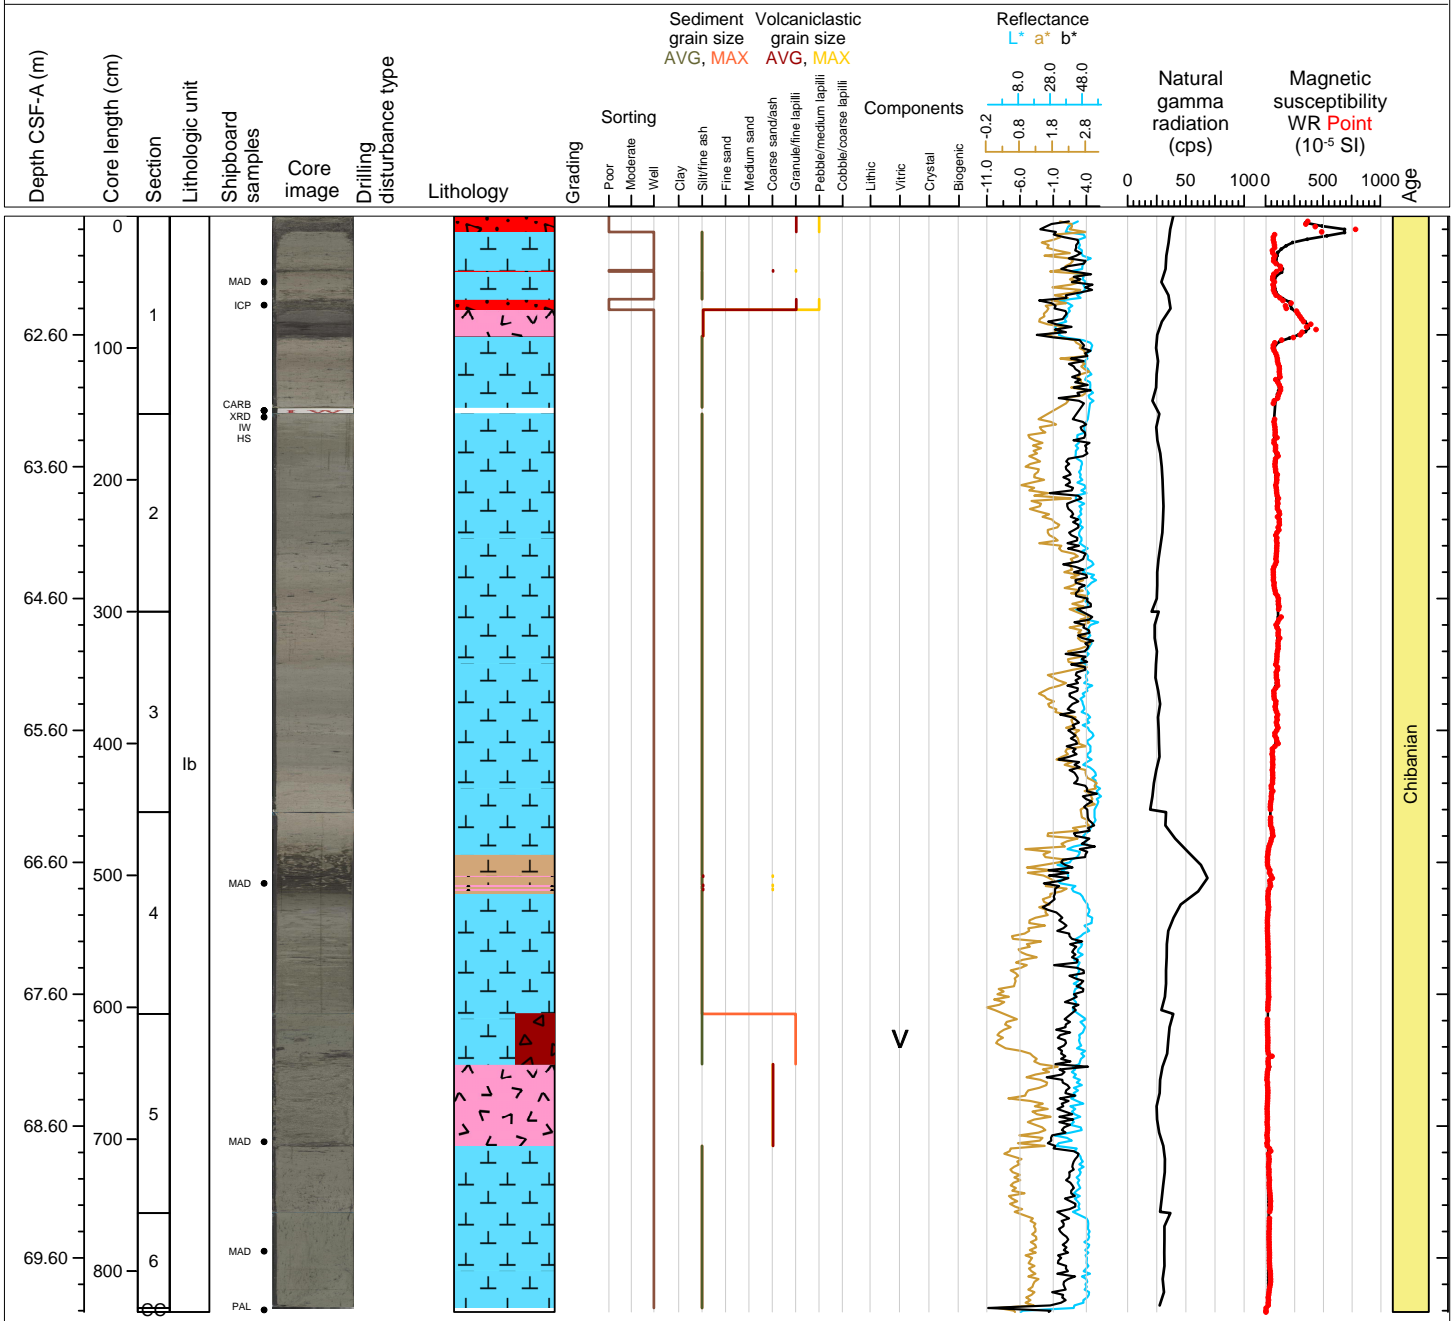 Depth CSF-A (m)
Core length (cm)
Section
Lithologic unit
Shipboard
samples
Core
image
Drilling
disturbance type
Lithology
Grading
Sorting
Poor
Moderate
Well
Sediment
grain size
AVG, MAX
Volcaniclastic
grain size
AVG, MAX
Clay
Silt/fine ash
Fine sand
Medium sand
Coarse sand/ash
Granule/fine lapilli
Pebble/medium lapilli
Cobble/coarse lapilli
Components
Lithic
Vitric
Crystal
Biogenic
Reflectance
L* a* b*
8.0 28.0 48.0
-0.2 0.8 1.8 2.8
-11.0 -6.0 -1.0 4.0
Natural
gamma
radiation
(cps)
0 50 100
Magnetic
susceptibility
WR Point
(10⁻⁵ SI)
0 500 1000
Age
0
MAD
ICP
1
62.60
100
CARB
XRD
IW
HS
63.60
200
2
64.60
300
3
65.60
400
Ib
Chibanian
66.60
500
MAD
4
67.60
600
V
5
68.60
700
MAD
69.60
6
MAD
800
PAL
CC